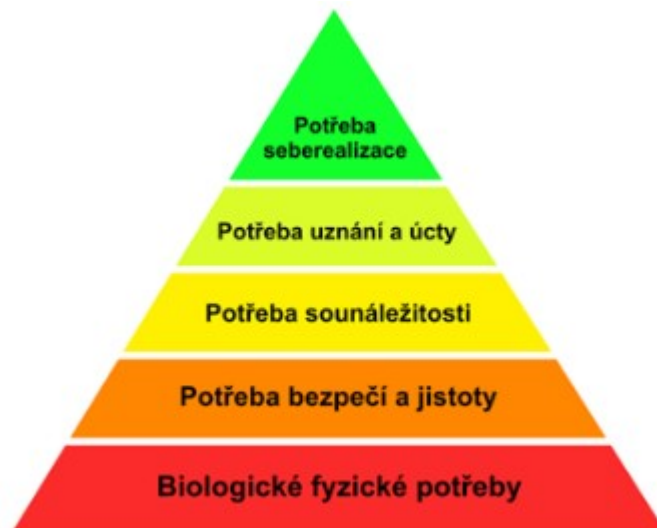 Potřeba
seberealizace
Potřeba uznání a úcty
Potřeba sounáležitosti
Potřeba bezpečí a jistoty
Biologické fyzické potřeby